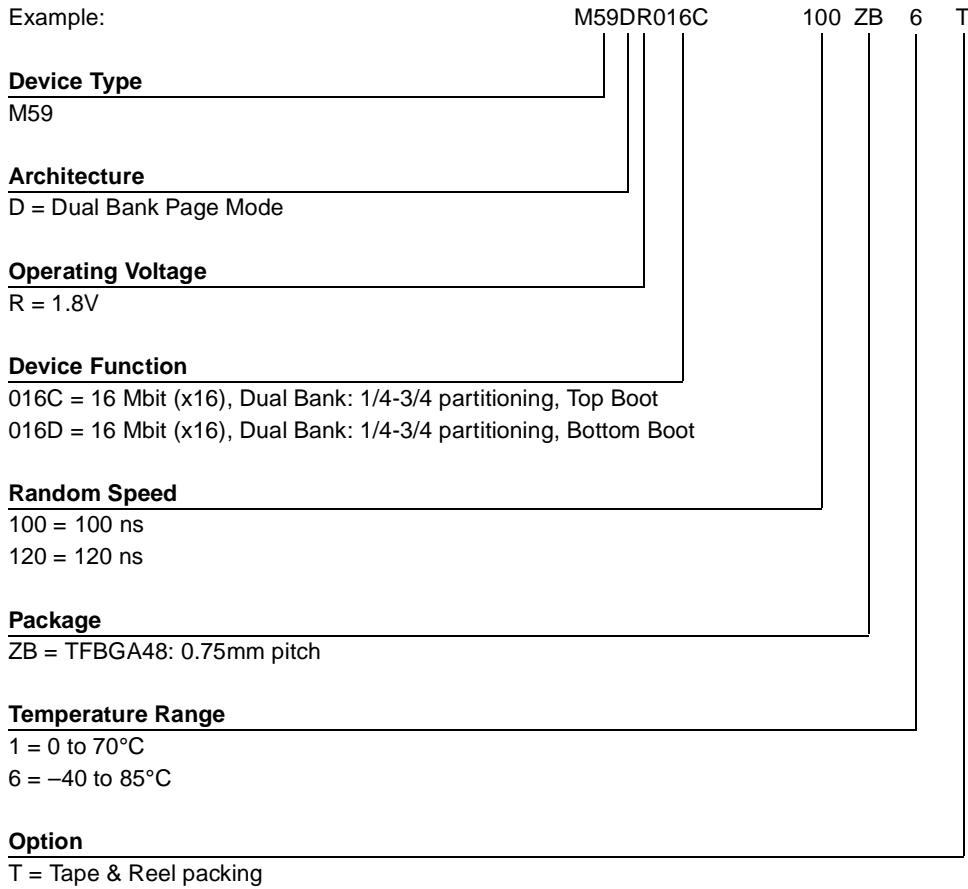 Example: M59DR016C 100 ZB 6 T
Device Type
M59
Architecture
D = Dual Bank Page Mode
Operating Voltage
R = 1.8V
Device Function
016C = 16 Mbit (x16), Dual Bank: 1/4-3/4 partitioning, Top Boot
016D = 16 Mbit (x16), Dual Bank: 1/4-3/4 partitioning, Bottom Boot
Random Speed
100 = 100 ns
120 = 120 ns
Package
ZB = TFBGA48: 0.75mm pitch
Temperature Range
1 = 0 to 70°C
6 = –40 to 85°C
Option
T = Tape & Reel packing